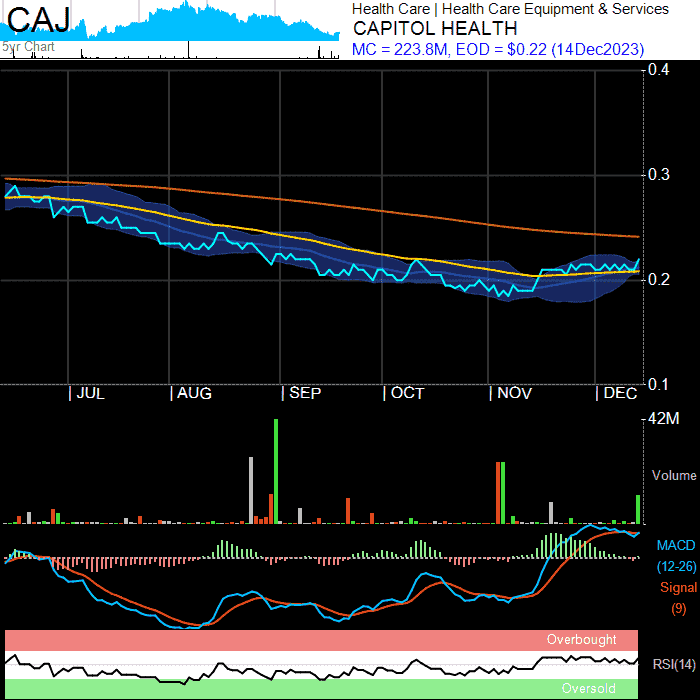 CAJ
5yr Chart
Health Care | Health Care Equipment & Services
CAPITOL HEALTH
MC = 223.8M, EOD = $0.22 (14Dec2023)
0.4
0.3
0.2
0.1
JUL
AUG
SEP
OCT
NOV
DEC
42M
Volume
MACD
(12-26)
Signal
(9)
Overbought
RSI(14)
Oversold